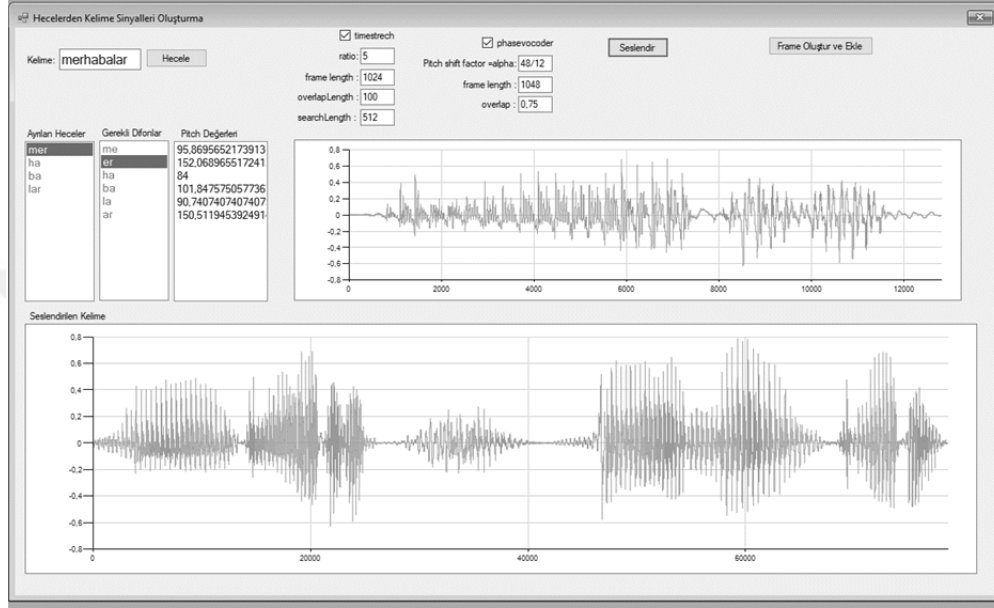 Hecelerden Kelime Sinyalleri Oluşturma
Kelime: merhabalar Hecele
timestrech
ratio: 5
frame length : 1024
overlapLength : 100
searchLength : 512
phasevocoder
Pitch shift factor =alpha: 48/12
frame length : 1048
overlap : 0,75
Seslendir
Frame Oluştur ve Ekle
Ayrılan Heceler
mer
ha
ba
lar
Gerekli Difonlar
me
er
ha
ba
la
ar
Pitch Değerleri
95,8695652173913
152,068965517241
84
101,847575057736
90,7407407407407
150,511945392491
0,8
0,6
0,4
0,2
0
-0,2
-0,4
-0,6
-0,8
0 2000 4000 6000 8000 10000 12000
Seslendirilen Kelime
0,8
0,6
0,4
0,2
0
-0,2
-0,4
-0,6
-0,8
0 20000 40000 60000